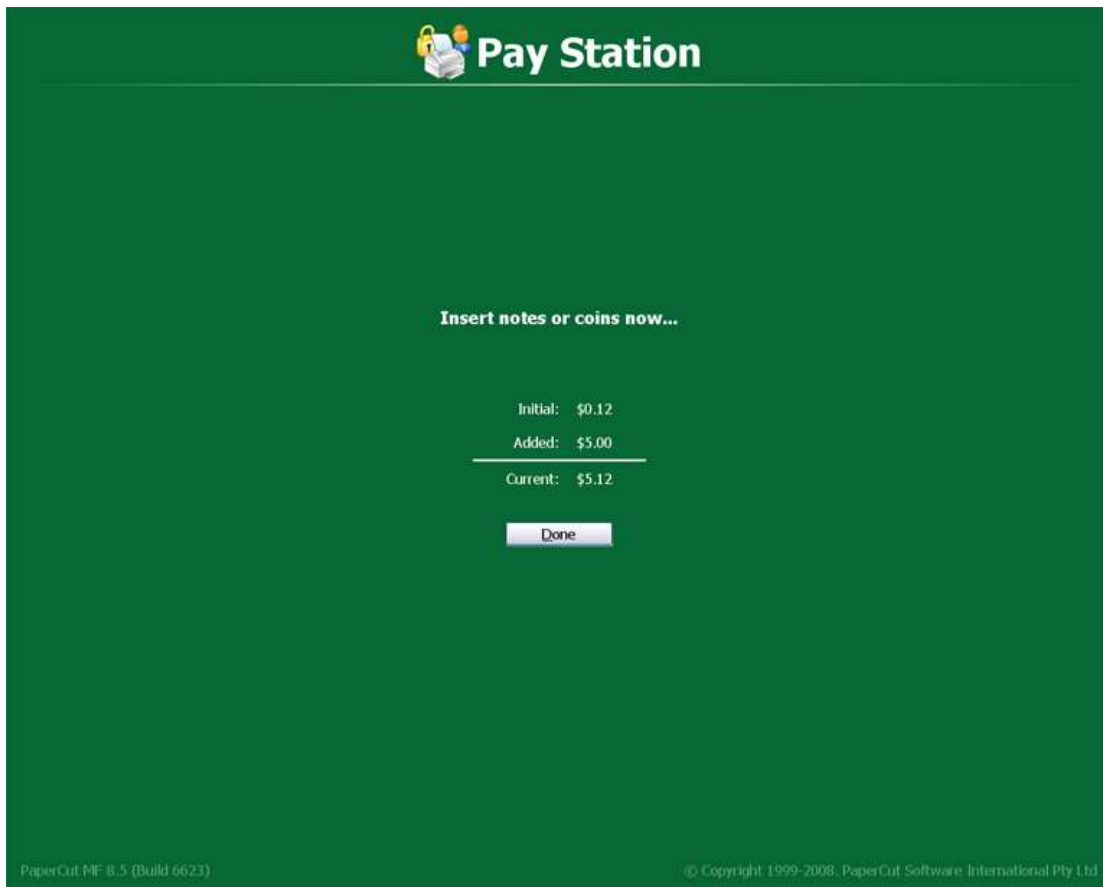 Pay Station
Insert notes or coins now...
Initial: $0.12
Added: $5.00
Current: $5.12
Done
PaperCut MF 8.5 (Build 6623)
© Copyright 1999-2008. PaperCut Software International Pty Ltd